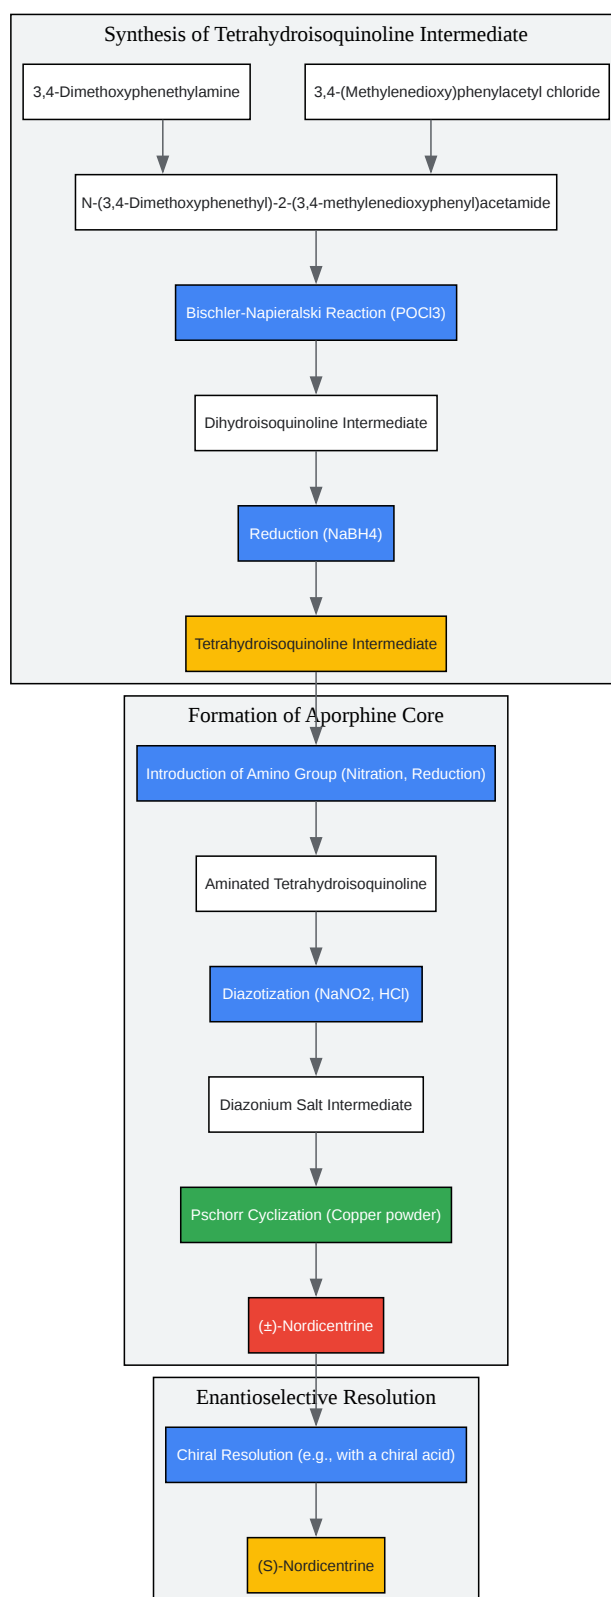 Synthesis of Tetrahydroisoquinoline Intermediate
3,4-Dimethoxyphenethylamine
3,4-(Methylenedioxy)phenylacetyl chloride
N-(3,4-Dimethoxyphenethyl)-2-(3,4-methylenedioxyphenyl)acetamide
Bischler-Napieralski Reaction (POCl3)
Dihydroisoquinoline Intermediate
Reduction (NaBH4)
Tetrahydroisoquinoline Intermediate
Formation of Aporphine Core
Introduction of Amino Group (Nitration, Reduction)
Aminated Tetrahydroisoquinoline
Diazotization (NaNO2, HCl)
Diazonium Salt Intermediate
Pschorr Cyclization (Copper powder)
(±)-Nordicentrine
Enantioselective Resolution
Chiral Resolution (e.g., with a chiral acid)
(S)-Nordicentrine